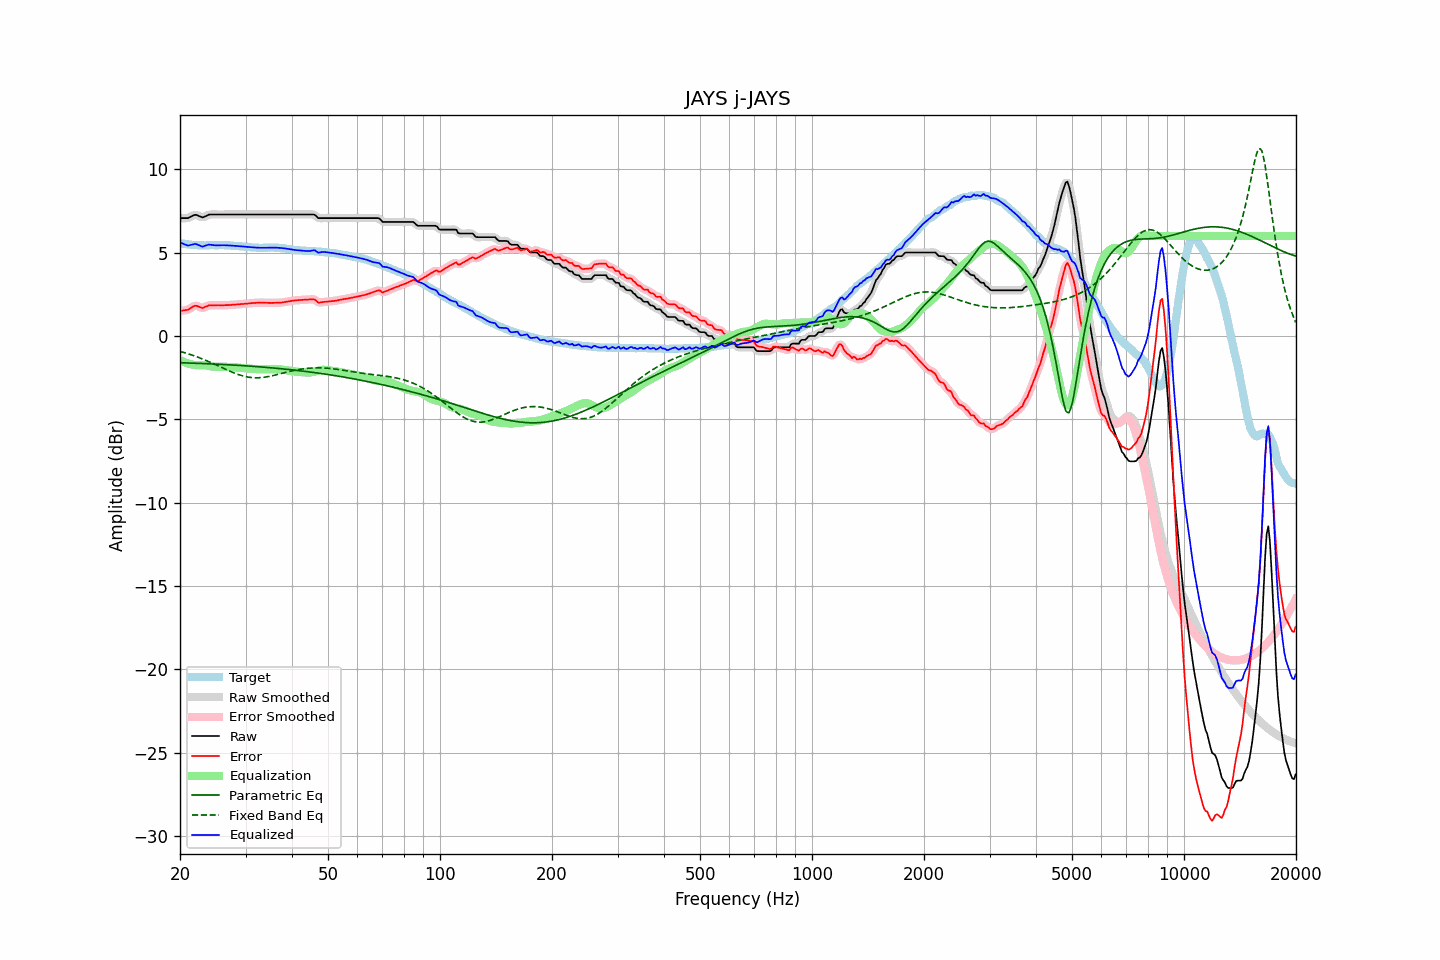 JAYS j-JAYS
10
5
0
−5
−10
−15
−20
−25
−30
Amplitude (dBr)
Target
Raw Smoothed
Error Smoothed
Raw
Error
Equalization
Parametric Eq
Fixed Band Eq
Equalized
20 50 100 200 500 1000 2000 5000 10000 20000
Frequency (Hz)